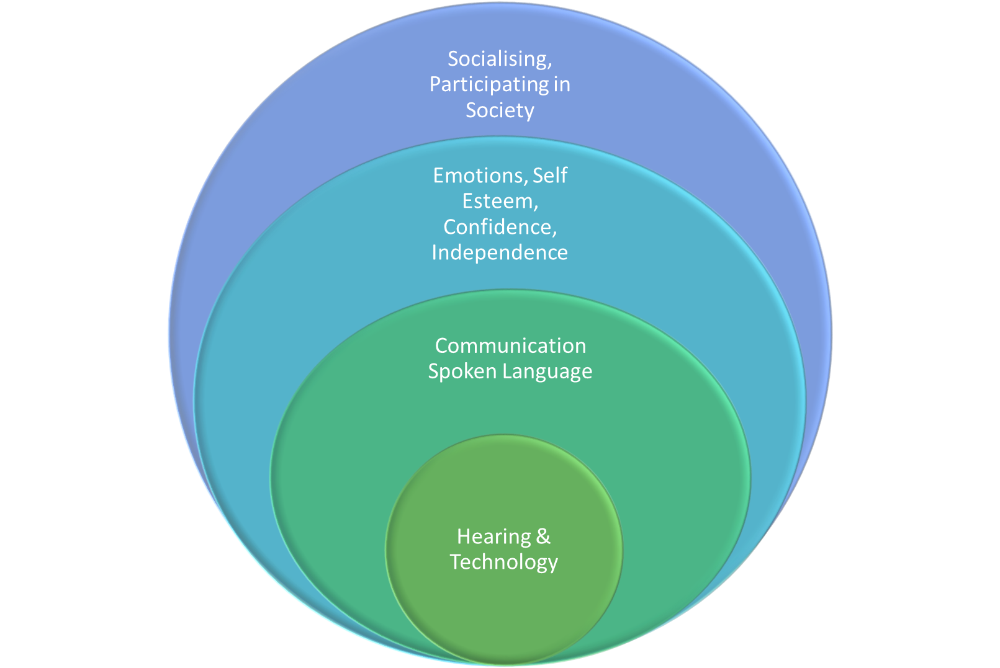 Socialising,
Participating in
Society
Emotions, Self
Esteem,
Confidence,
Independence
Communication
Spoken Language
Hearing &
Technology